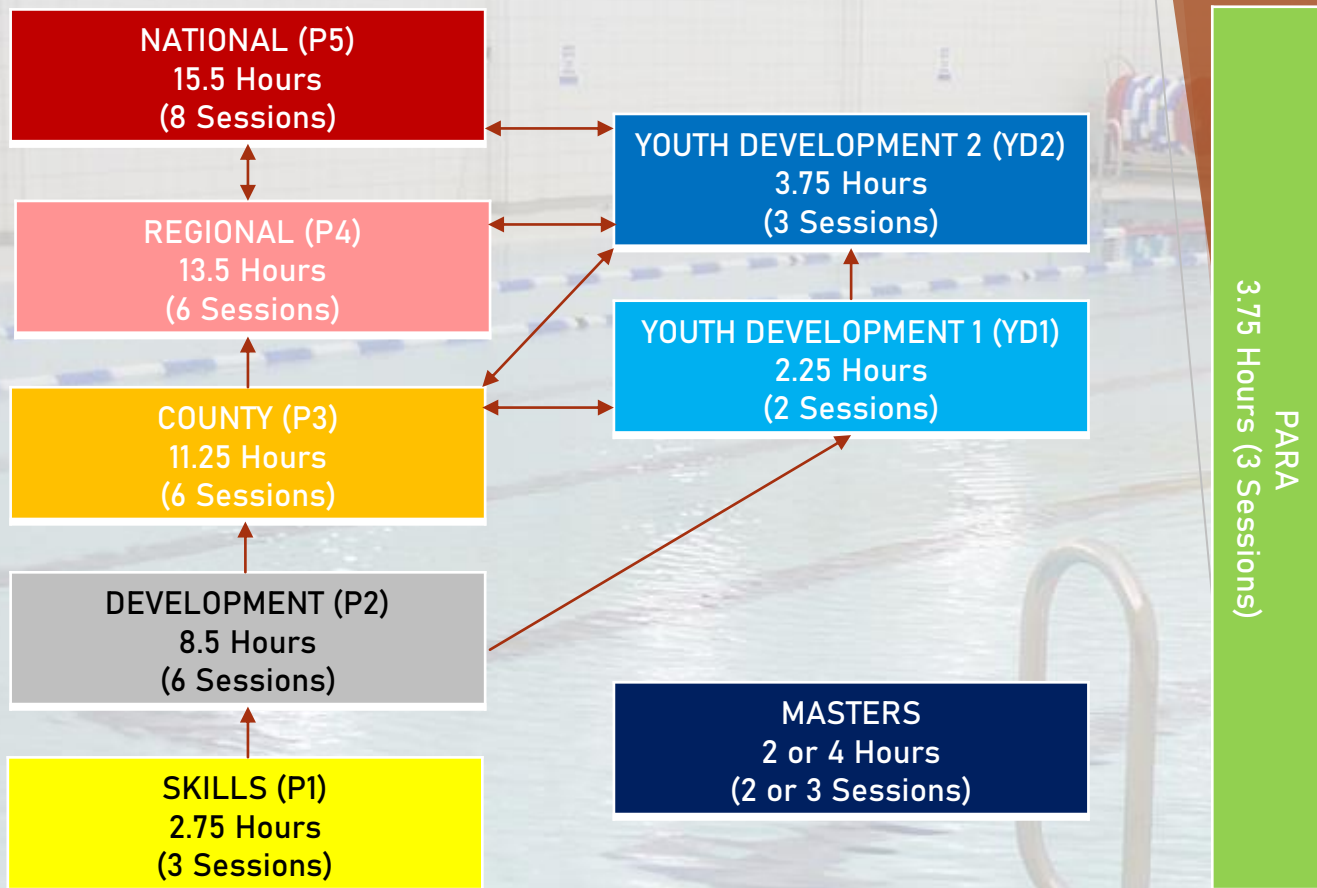 NATIONAL (P5)
15.5 Hours
(8 Sessions)
REGIONAL (P4)
13.5 Hours
(6 Sessions)
COUNTY (P3)
11.25 Hours
(6 Sessions)
DEVELOPMENT (P2)
8.5 Hours
(6 Sessions)
SKILLS (P1)
2.75 Hours
(3 Sessions)
YOUTH DEVELOPMENT 2 (YD2)
3.75 Hours
(3 Sessions)
YOUTH DEVELOPMENT 1 (YD1)
2.25 Hours
(2 Sessions)
MASTERS
2 or 4 Hours
(2 or 3 Sessions)
PARA
3.75 Hours (3 Sessions)